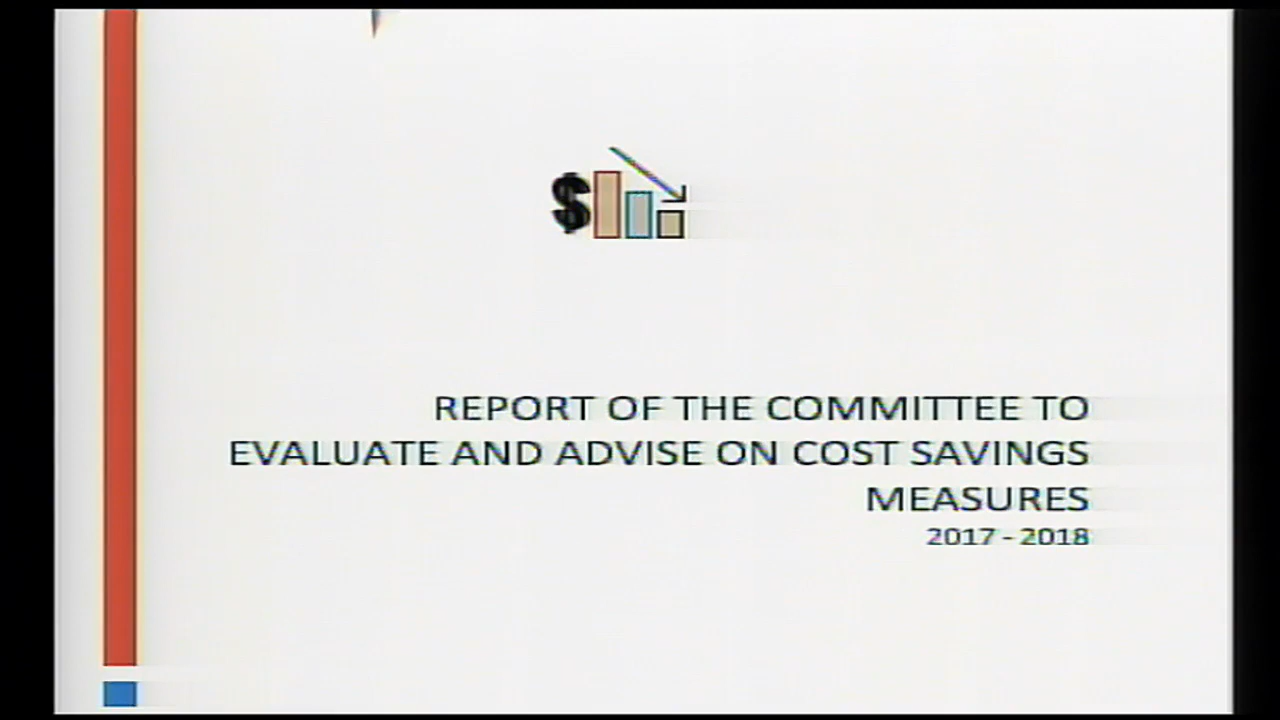 $
REPORT OF THE COMMITTEE TO
EVALUATE AND ADVISE ON COST SAVINGS
MEASURES
2017 - 2018